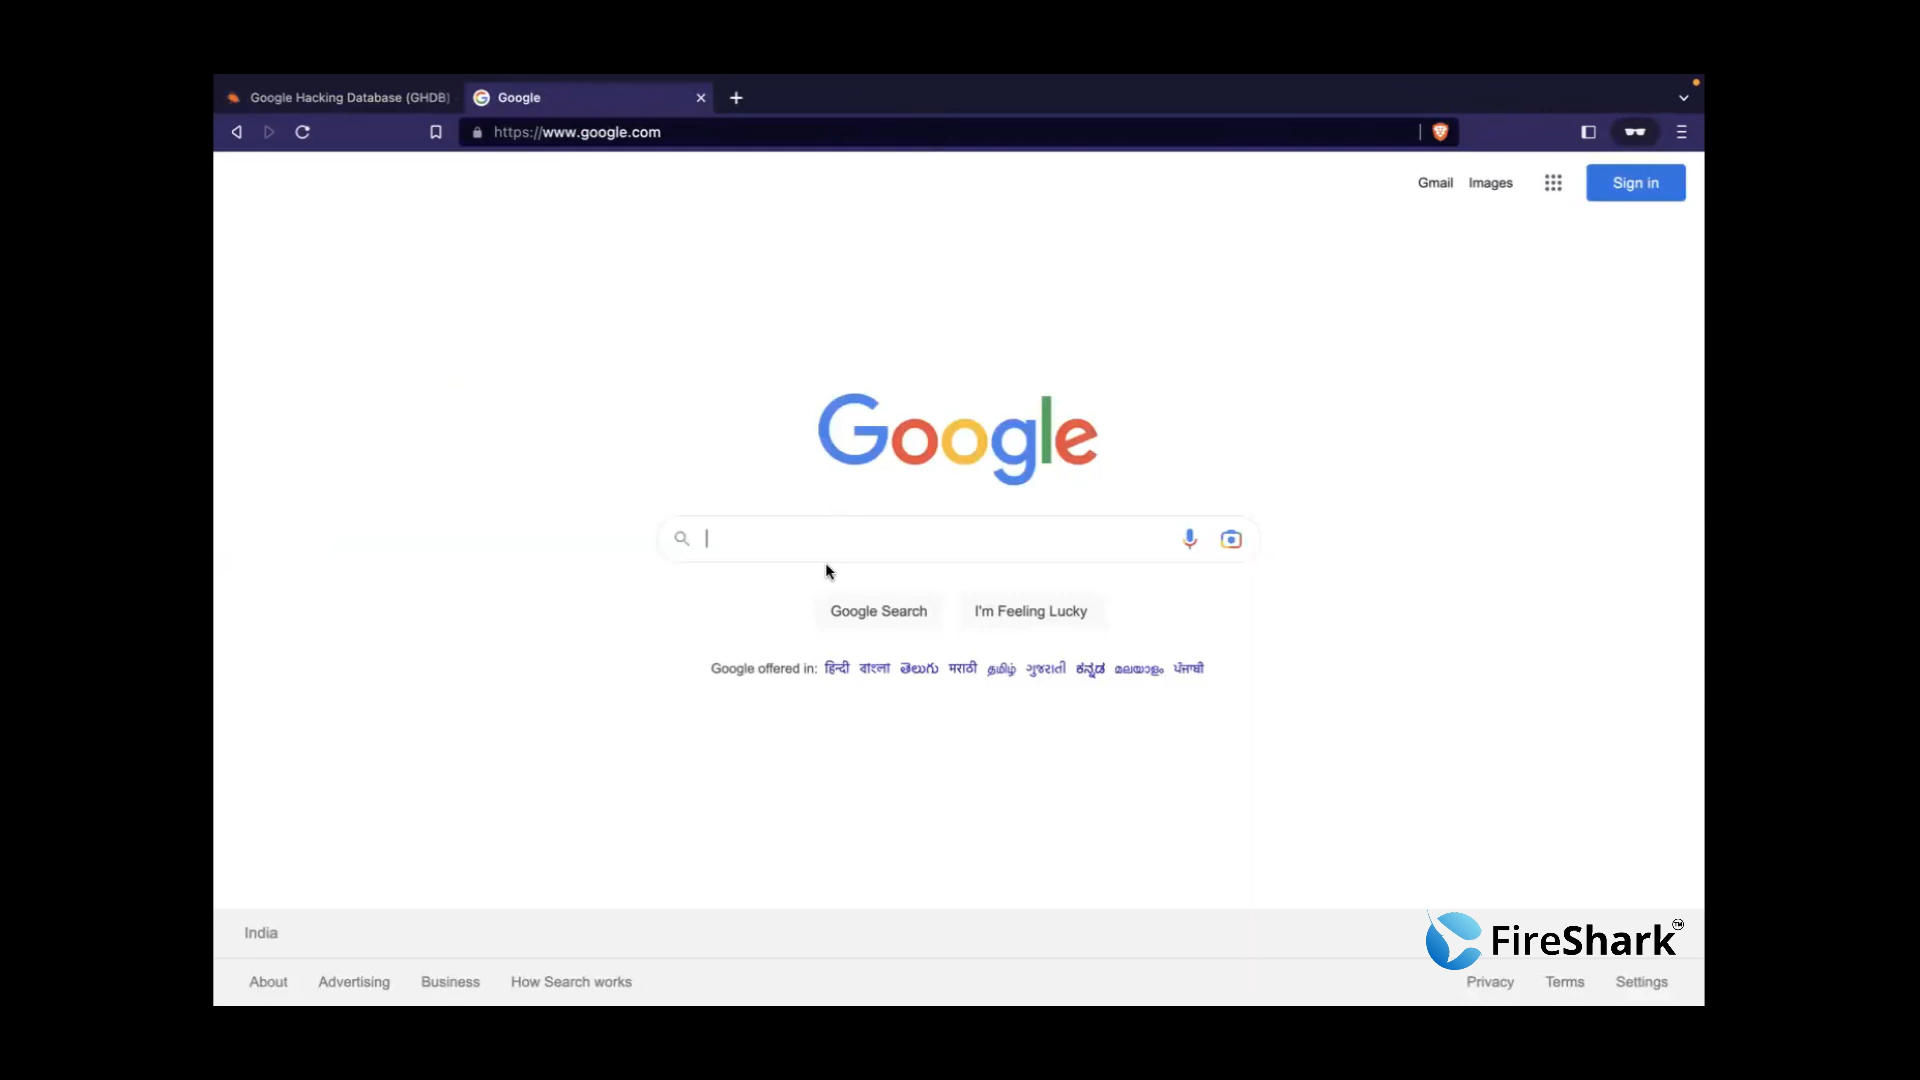 Google Hacking Database (GHDB)
Google
https://www.google.com
Gmail Images Sign in
Google
Google Search I'm Feeling Lucky
Google offered in: हिन्दी বাংলা తెలుగు मराठी தமிழ் ગુજરાતી ಕನ್ನಡ മലയാളം ਪੰਜਾਬੀ
India
FireShark™
About Advertising Business How Search works
Privacy Terms Settings